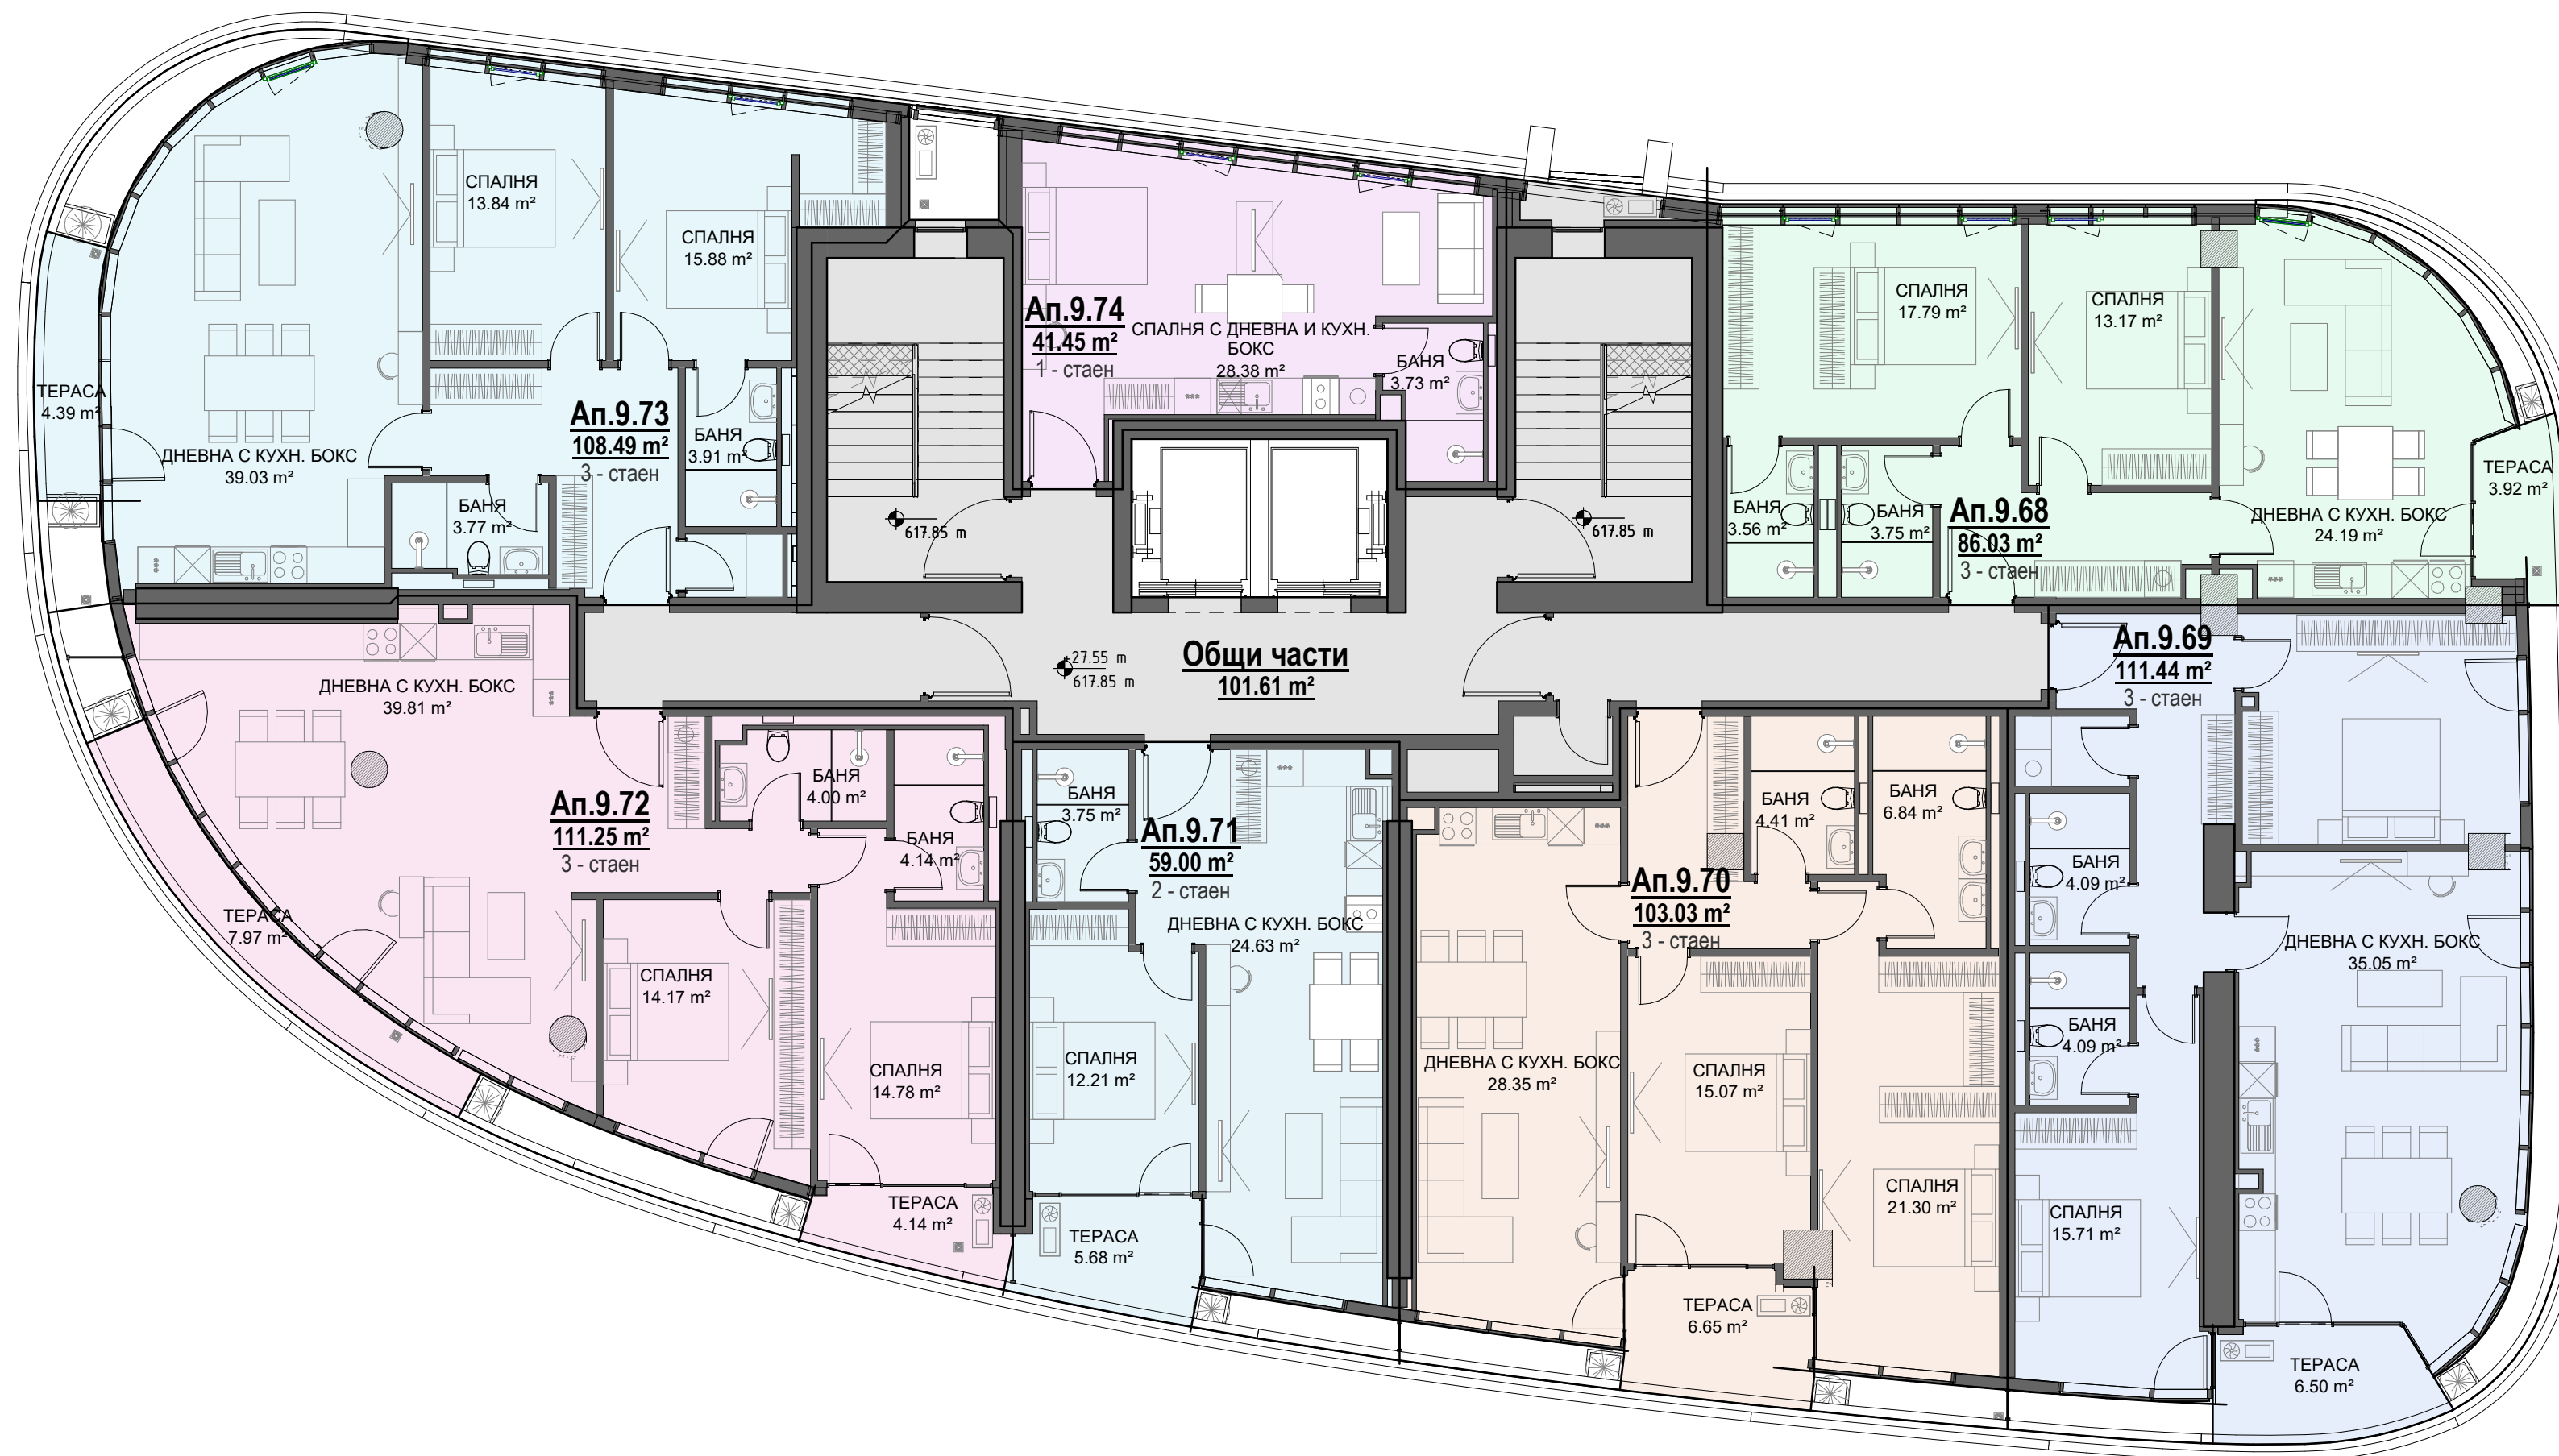 СПАЛНЯ
13.84 m²
СПАЛНЯ
15.88 m²
ТЕРАСА
4.39 m²
ДНЕВНА С КУХН. БОКС
39.03 m²
Ап.9.73
108.49 m²
3 - стаен
БАНЯ
3.91 m²
БАНЯ
3.77 m²
617.85 m
Ап.9.74
41.45 m²
1 - стаен
СПАЛНЯ С ДНЕВНА И КУХН.
БОКС
28.38 m²
БАНЯ
3.73 m²
617.85 m
СПАЛНЯ
17.79 m²
СПАЛНЯ
13.17 m²
БАНЯ
3.56 m²
БАНЯ
3.75 m²
Ап.9.68
86.03 m²
3 - стаен
ДНЕВНА С КУХН. БОКС
24.19 m²
ТЕРАСА
3.92 m²
+27.55 m
617.85 m
Общи части
101.61 m²
Ап.9.69
111.44 m²
3 - стаен
ДНЕВНА С КУХН. БОКС
39.81 m²
Ап.9.72
111.25 m²
3 - стаен
БАНЯ
4.00 m²
БАНЯ
4.14 m²
ТЕРАСА
7.97 m²
СПАЛНЯ
14.17 m²
СПАЛНЯ
14.78 m²
ТЕРАСА
4.14 m²
БАНЯ
3.75 m²
Ап.9.71
59.00 m²
2 - стаен
ДНЕВНА С КУХН. БОКС
24.63 m²
СПАЛНЯ
12.21 m²
ТЕРАСА
5.68 m²
БАНЯ
4.41 m²
БАНЯ
6.84 m²
Ап.9.70
103.03 m²
3 - стаен
ДНЕВНА С КУХН. БОКС
28.35 m²
СПАЛНЯ
15.07 m²
СПАЛНЯ
21.30 m²
ТЕРАСА
6.65 m²
БАНЯ
4.09 m²
БАНЯ
4.09 m²
ДНЕВНА С КУХН. БОКС
35.05 m²
СПАЛНЯ
15.71 m²
ТЕРАСА
6.50 m²